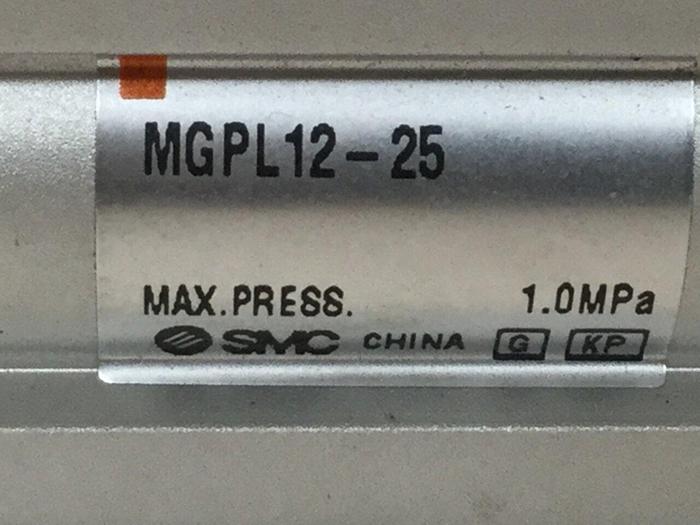 MGPL12-25
MAX.PRESS. 1.0MPa
SMC CHINA G KP